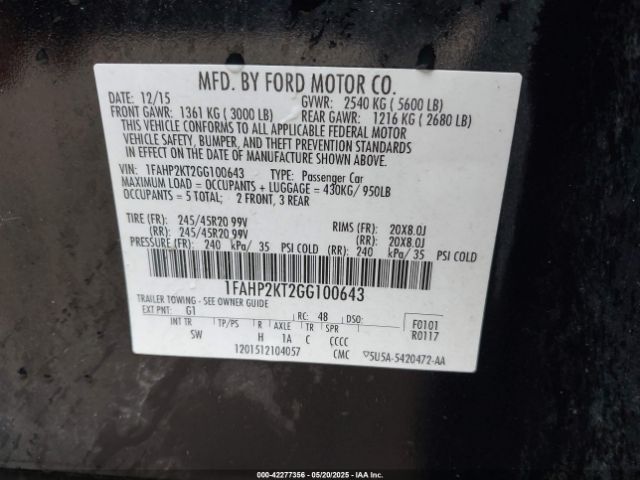 MFD. BY FORD MOTOR CO.
DATE: 12/15 GVWR: 2540 KG ( 5600 LB)
FRONT GAWR: 1361 KG ( 3000 LB) REAR GAWR: 1216 KG ( 2680 LB)
THIS VEHICLE CONFORMS TO ALL APPLICABLE FEDERAL MOTOR
VEHICLE SAFETY, BUMPER, AND THEFT PREVENTION STANDARDS
IN EFFECT ON THE DATE OF MANUFACTURE SHOWN ABOVE.
VIN: 1FAHP2KT2GG100643 TYPE: Passenger Car
MAXIMUM LOAD = OCCUPANTS + LUGGAGE = 430KG/ 950LB
OCCUPANTS = 5 TOTAL; 2 FRONT, 3 REAR
TIRE (FR): 245/45R20 99V RIMS (FR): 20X8.0J
(RR): 245/45R20 99V (RR): 20X8.0J
PRESSURE (FR): 240 kPa/ 35 PSI COLD (RR): 240 kPa/ 35 PSI COLD
1FAHP2KT2GG100643
TRAILER TOWING - SEE OWNER GUIDE
EXT PNT: G1 RC: 48 DSO: F0101
INT TR TP/PS R AXLE TR SPR R0117
SW H 1A C CCCC
1201512104057 CMC 5U5A-5420472-AA
000-42277356 - 05/20/2025 - IAAI.COM